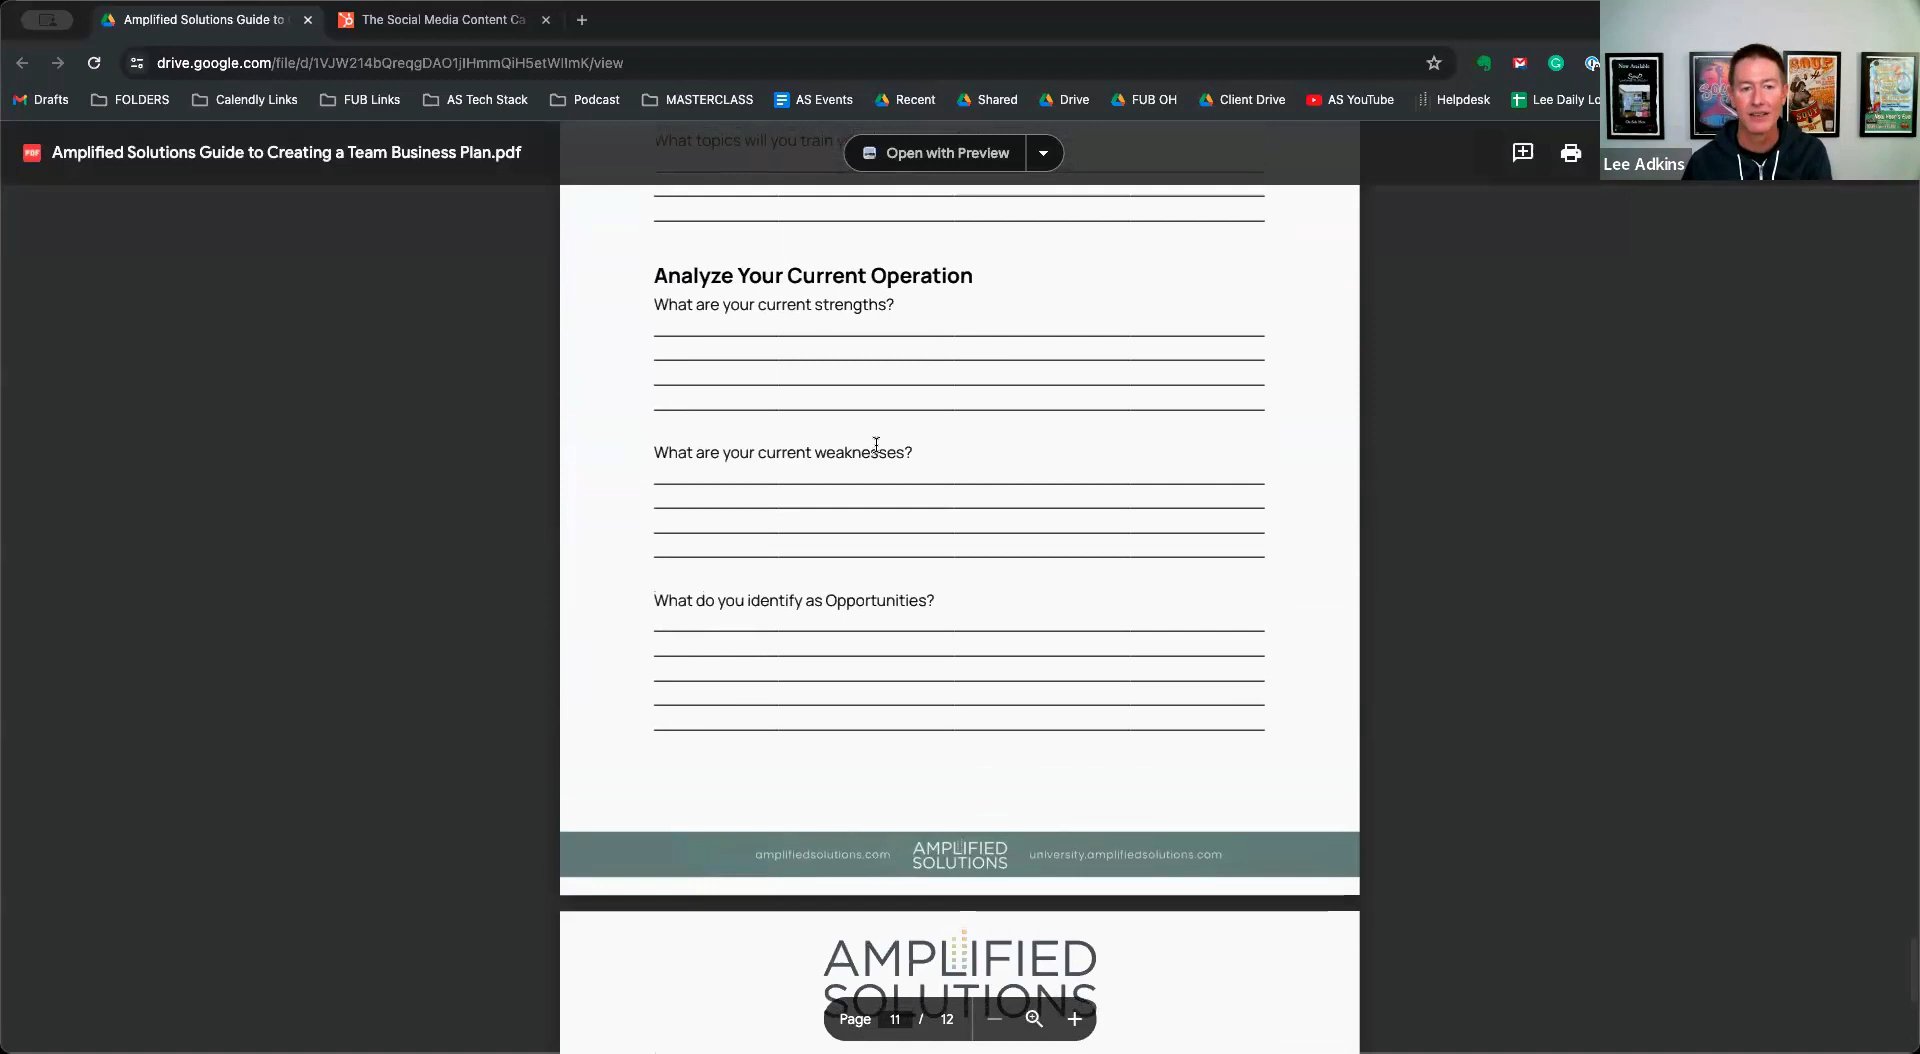 Amplified Solutions Guide to
The Social Media Content Ca
drive.google.com/file/d/1VJW214bQreqgDAO1jIHmmQiH5etWlImK/view
Drafts
FOLDERS
Calendly Links
FUB Links
AS Tech Stack
Podcast
MASTERCLASS
AS Events
Recent
Shared
Drive
FUB OH
Client Drive
AS YouTube
Helpdesk
Lee Daily Lo
Lee Adkins
PDF
Amplified Solutions Guide to Creating a Team Business Plan.pdf
Open with Preview
What topics will you train
Analyze Your Current Operation
What are your current strengths?
What are your current weaknesses?
What do you identify as Opportunities?
amplifiedsolutions.com
AMPLIFIED
SOLUTIONS
university.amplifiedsolutions.com
AMPLIFIED
SOLUTIONS
Page 11 / 12